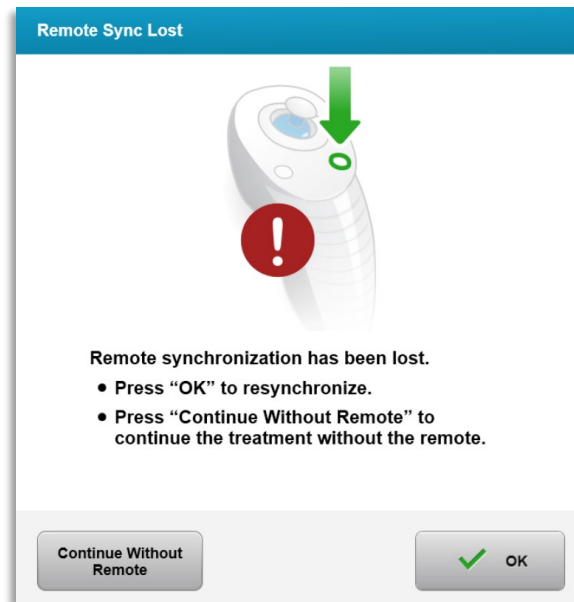 Remote Sync Lost
Remote synchronization has been lost.
• Press “OK” to resynchronize.
• Press “Continue Without Remote” to
continue the treatment without the remote.
Continue Without
Remote
OK